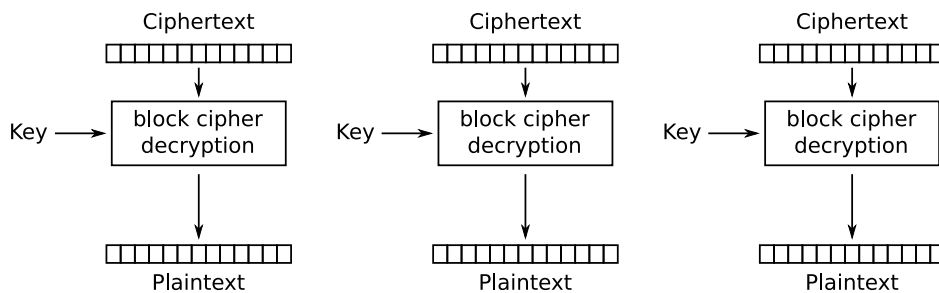 Ciphertext Ciphertext Ciphertext
Key block cipher decryption Key block cipher decryption Key block cipher decryption
Plaintext Plaintext Plaintext